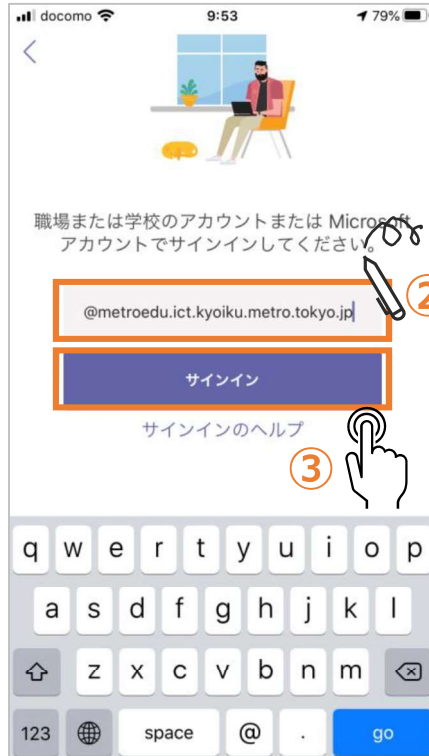 docomo 9:53 79%
職場または学校のアカウントまたは Microsoft
アカウントでサインインしてください。
②
@metroedu.ict.kyoiku.metro.tokyo.jp
サインイン
サインインのヘルプ
③
q w e r t y u i o p
a s d f g h j k l
z x c v b n m
123 space @ . go